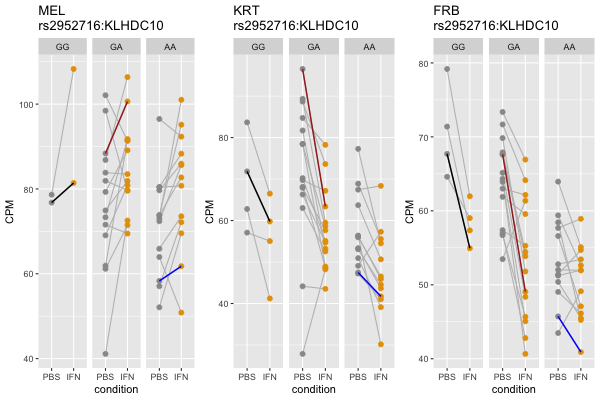 MEL
rs2952716:KLHDC10
GG GA AA
CPM
100
80
60
40
PBS IFN PBS IFN PBS IFN
condition
KRT
rs2952716:KLHDC10
GG GA AA
CPM
80
60
40
PBS IFN PBS IFN PBS IFN
condition
FRB
rs2952716:KLHDC10
GG GA AA
CPM
80
70
60
50
40
PBS IFN PBS IFN PBS IFN
condition